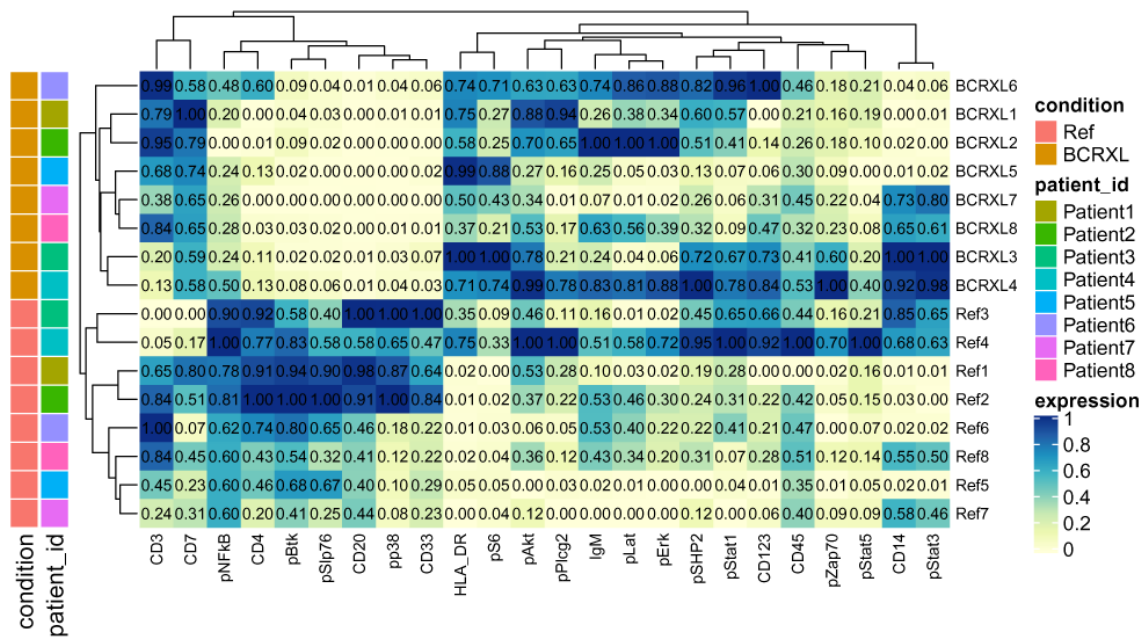 0.99 0.58 0.48 0.60 0.09 0.04 0.01 0.04 0.06 0.74 0.71 0.63 0.63 0.74 0.86 0.88 0.82 0.96 1.00 0.46 0.18 0.21 0.04 0.06 BCRXL6
0.79 1.00 0.20 0.00 0.04 0.03 0.00 0.01 0.01 0.75 0.27 0.88 0.94 0.26 0.38 0.34 0.60 0.57 0.00 0.21 0.16 0.19 0.00 0.01 BCRXL1
0.95 0.79 0.00 0.01 0.09 0.02 0.00 0.00 0.00 0.58 0.25 0.70 0.65 1.00 1.00 1.00 0.51 0.41 0.14 0.26 0.18 0.10 0.02 0.00 BCRXL2
0.68 0.74 0.24 0.13 0.02 0.00 0.00 0.00 0.02 0.99 0.88 0.27 0.16 0.25 0.05 0.03 0.13 0.07 0.06 0.30 0.09 0.00 0.01 0.02 BCRXL5
0.38 0.65 0.26 0.00 0.00 0.00 0.00 0.00 0.00 0.50 0.43 0.34 0.01 0.07 0.01 0.02 0.26 0.06 0.31 0.45 0.22 0.04 0.73 0.80 BCRXL7
0.84 0.65 0.28 0.03 0.03 0.02 0.00 0.01 0.01 0.37 0.21 0.53 0.17 0.63 0.56 0.39 0.32 0.09 0.47 0.32 0.23 0.08 0.65 0.61 BCRXL8
0.20 0.59 0.24 0.11 0.02 0.02 0.01 0.03 0.07 1.00 1.00 0.78 0.21 0.24 0.04 0.06 0.72 0.67 0.73 0.41 0.60 0.20 1.00 1.00 BCRXL3
0.13 0.58 0.50 0.13 0.08 0.06 0.01 0.04 0.03 0.71 0.74 0.99 0.78 0.83 0.81 0.88 1.00 0.78 0.84 0.53 1.00 0.40 0.92 0.98 BCRXL4
0.00 0.00 0.90 0.92 0.58 0.40 1.00 1.00 1.00 0.35 0.09 0.46 0.11 0.16 0.01 0.02 0.45 0.65 0.66 0.44 0.16 0.21 0.85 0.65 Ref3
0.05 0.17 1.00 0.77 0.83 0.58 0.58 0.65 0.47 0.75 0.33 1.00 1.00 0.51 0.58 0.72 0.95 1.00 0.92 1.00 0.70 1.00 0.68 0.63 Ref4
0.65 0.80 0.78 0.91 0.94 0.90 0.98 0.87 0.64 0.02 0.00 0.53 0.28 0.10 0.03 0.02 0.19 0.28 0.00 0.00 0.02 0.16 0.01 0.01 Ref1
0.84 0.51 0.81 1.00 1.00 1.00 0.91 1.00 0.84 0.01 0.02 0.37 0.22 0.53 0.46 0.30 0.24 0.31 0.22 0.42 0.05 0.15 0.03 0.00 Ref2
1.00 0.07 0.62 0.74 0.80 0.65 0.46 0.18 0.22 0.01 0.03 0.06 0.05 0.53 0.40 0.22 0.22 0.41 0.21 0.47 0.00 0.07 0.02 0.02 Ref6
0.84 0.45 0.60 0.43 0.54 0.32 0.41 0.12 0.22 0.02 0.04 0.36 0.12 0.43 0.34 0.20 0.31 0.07 0.28 0.51 0.12 0.14 0.55 0.50 Ref8
0.45 0.23 0.60 0.46 0.68 0.67 0.40 0.10 0.29 0.05 0.05 0.00 0.00 0.03 0.02 0.01 0.00 0.04 0.01 0.35 0.01 0.05 0.02 0.01 Ref5
0.24 0.31 0.60 0.20 0.41 0.25 0.44 0.08 0.23 0.00 0.04 0.12 0.00 0.00 0.00 0.00 0.12 0.00 0.06 0.40 0.09 0.09 0.58 0.46 Ref7
condition patient_id
CD3 CD7 pNFkB CD4 pBtk pSlp76 CD20 pp38 CD33 HLA_DR pS6 pAkt pPlcg2 IgM pLat pErk pSHP2 pStat1 CD123 CD45 pZap70 pStat5 CD14 pStat3
condition
Ref
BCRXL
patient_id
Patient1
Patient2
Patient3
Patient4
Patient5
Patient6
Patient7
Patient8
expression
1
0.8
0.6
0.4
0.2
0